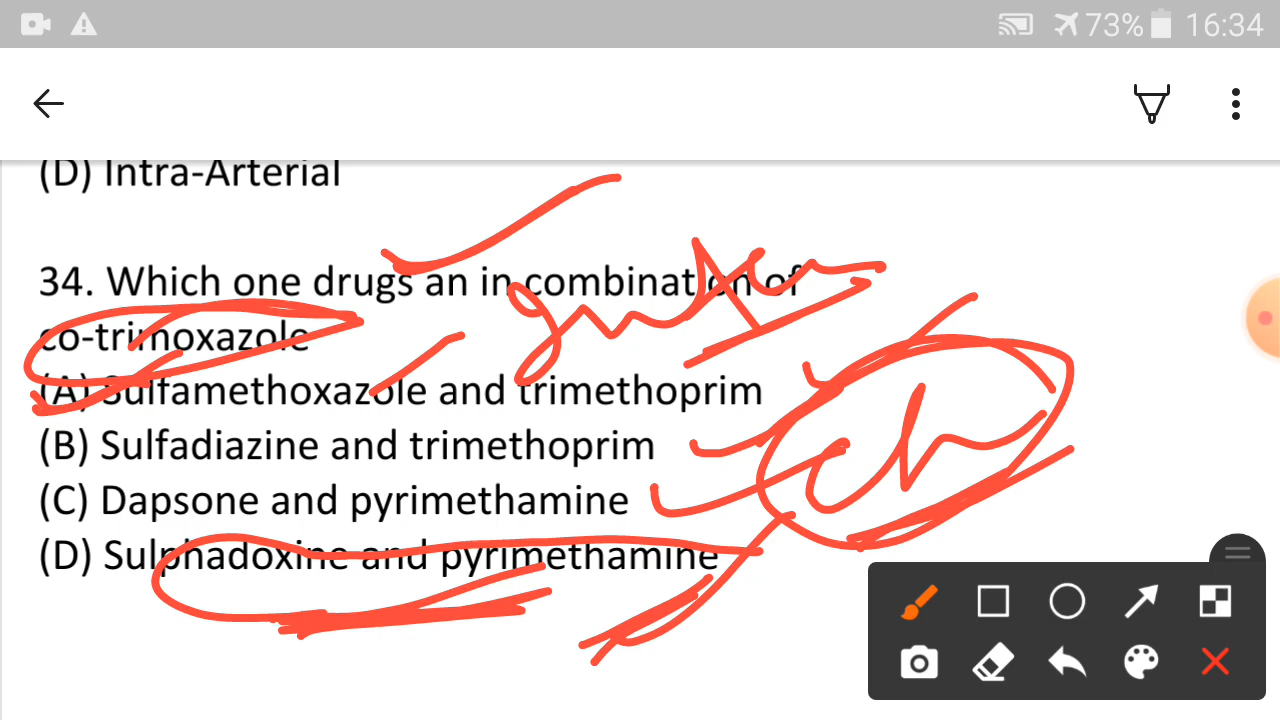 73% 16:34
(D) Intra-Arterial
34. Which one drugs an in combination of
co-trimoxazole
(A) Sulfamethoxazole and trimethoprim
(B) Sulfadiazine and trimethoprim
(C) Dapsone and pyrimethamine
(D) Sulphadoxine and pyrimethamine